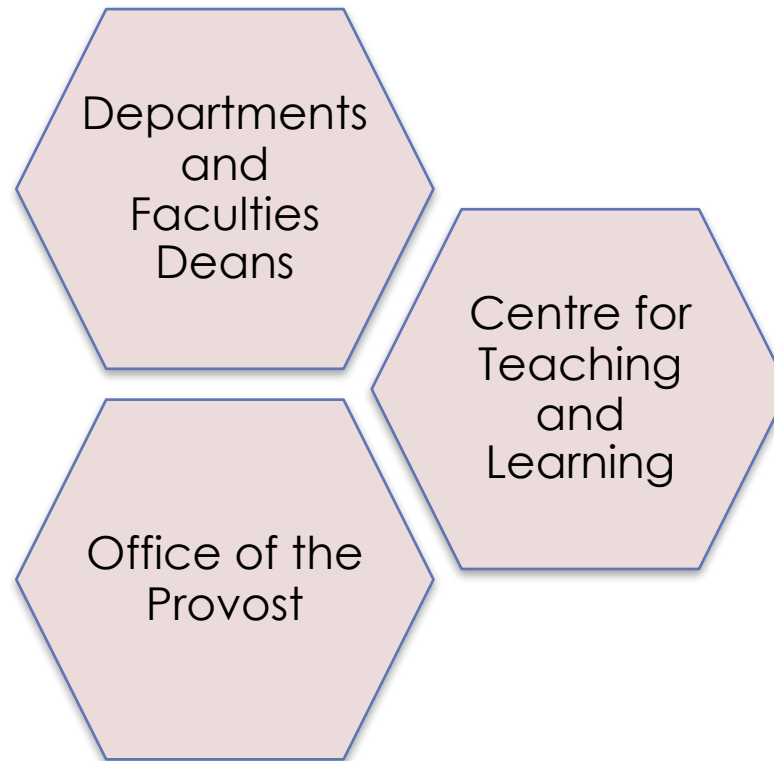 Departments
and
Faculties
Deans
Centre for
Teaching
and
Learning
Office of the
Provost